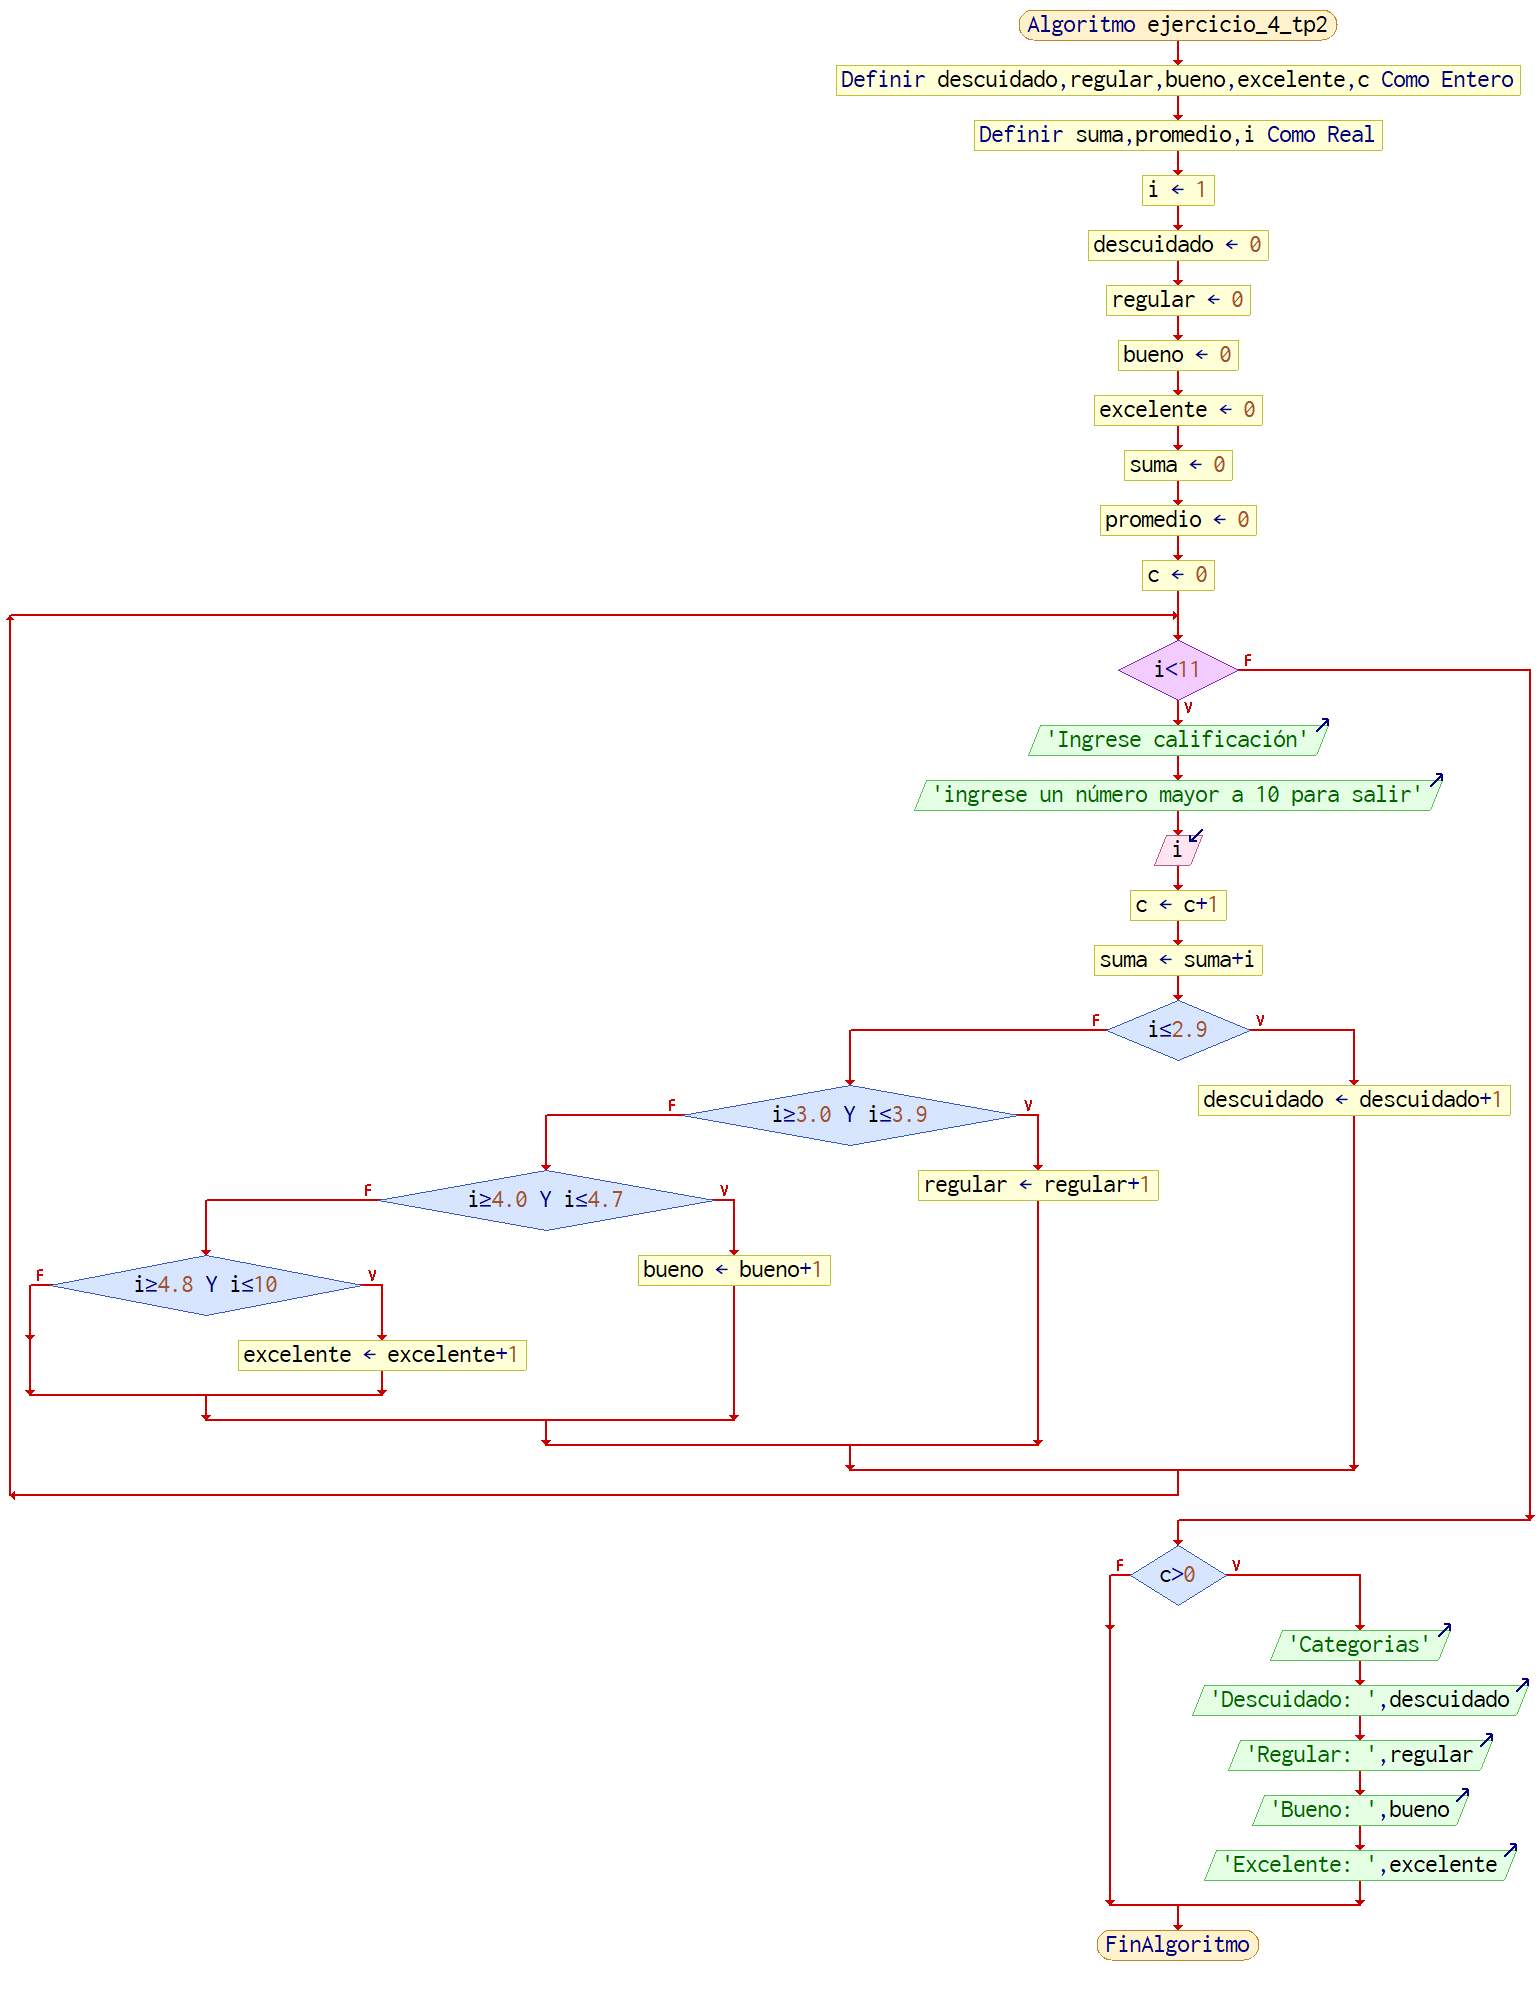 Algoritmo ejercicio_4_tp2
Definir descuidado,regular,bueno,excelente,c Como Entero
Definir suma,promedio,i Como Real
i ← 1
descuidado ← 0
regular ← 0
bueno ← 0
excelente ← 0
suma ← 0
promedio ← 0
c ← 0
i<11
F
V
'Ingrese calificación'
'ingrese un número mayor a 10 para salir'
i
c ← c+1
suma ← suma+i
F
i≤2.9
V
descuidado ← descuidado+1
F
i≥3.0 Y i≤3.9
V
regular ← regular+1
F
i≥4.0 Y i≤4.7
V
bueno ← bueno+1
F
i≥4.8 Y i≤10
V
excelente ← excelente+1
F
c>0
V
'Categorias'
'Descuidado: ',descuidado
'Regular: ',regular
'Bueno: ',bueno
'Excelente: ',excelente
FinAlgoritmo